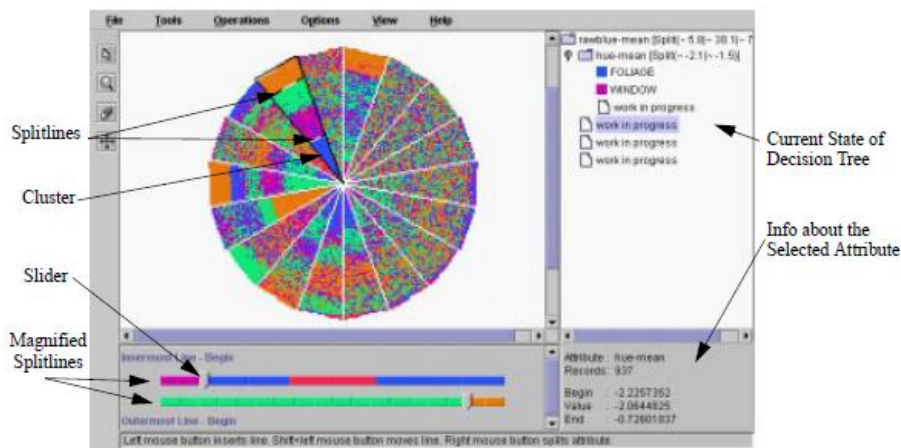 File Tools Operations Options View Help
rawblue-mean [Split(~ 5.8|~ 38.1|~ 7
hue-mean [Split(~ -2.1|~ -1.5)]
FOLIAGE
WINDOW
work in progress
work in progress
work in progress
work in progress
Splitlines
Cluster
Slider
Magnified
Splitlines
Current State of
Decision Tree
Info about the
Selected Attribute
Innermost Line - Begin
Outermost Line - Begin
Attribute : hue-mean
Records: 937
Begin : -2.2257352
Value : -2.0644825
End : -0.72601837
Left mouse button inserts line. Shift+left mouse button moves line. Right mouse button splits attribute.